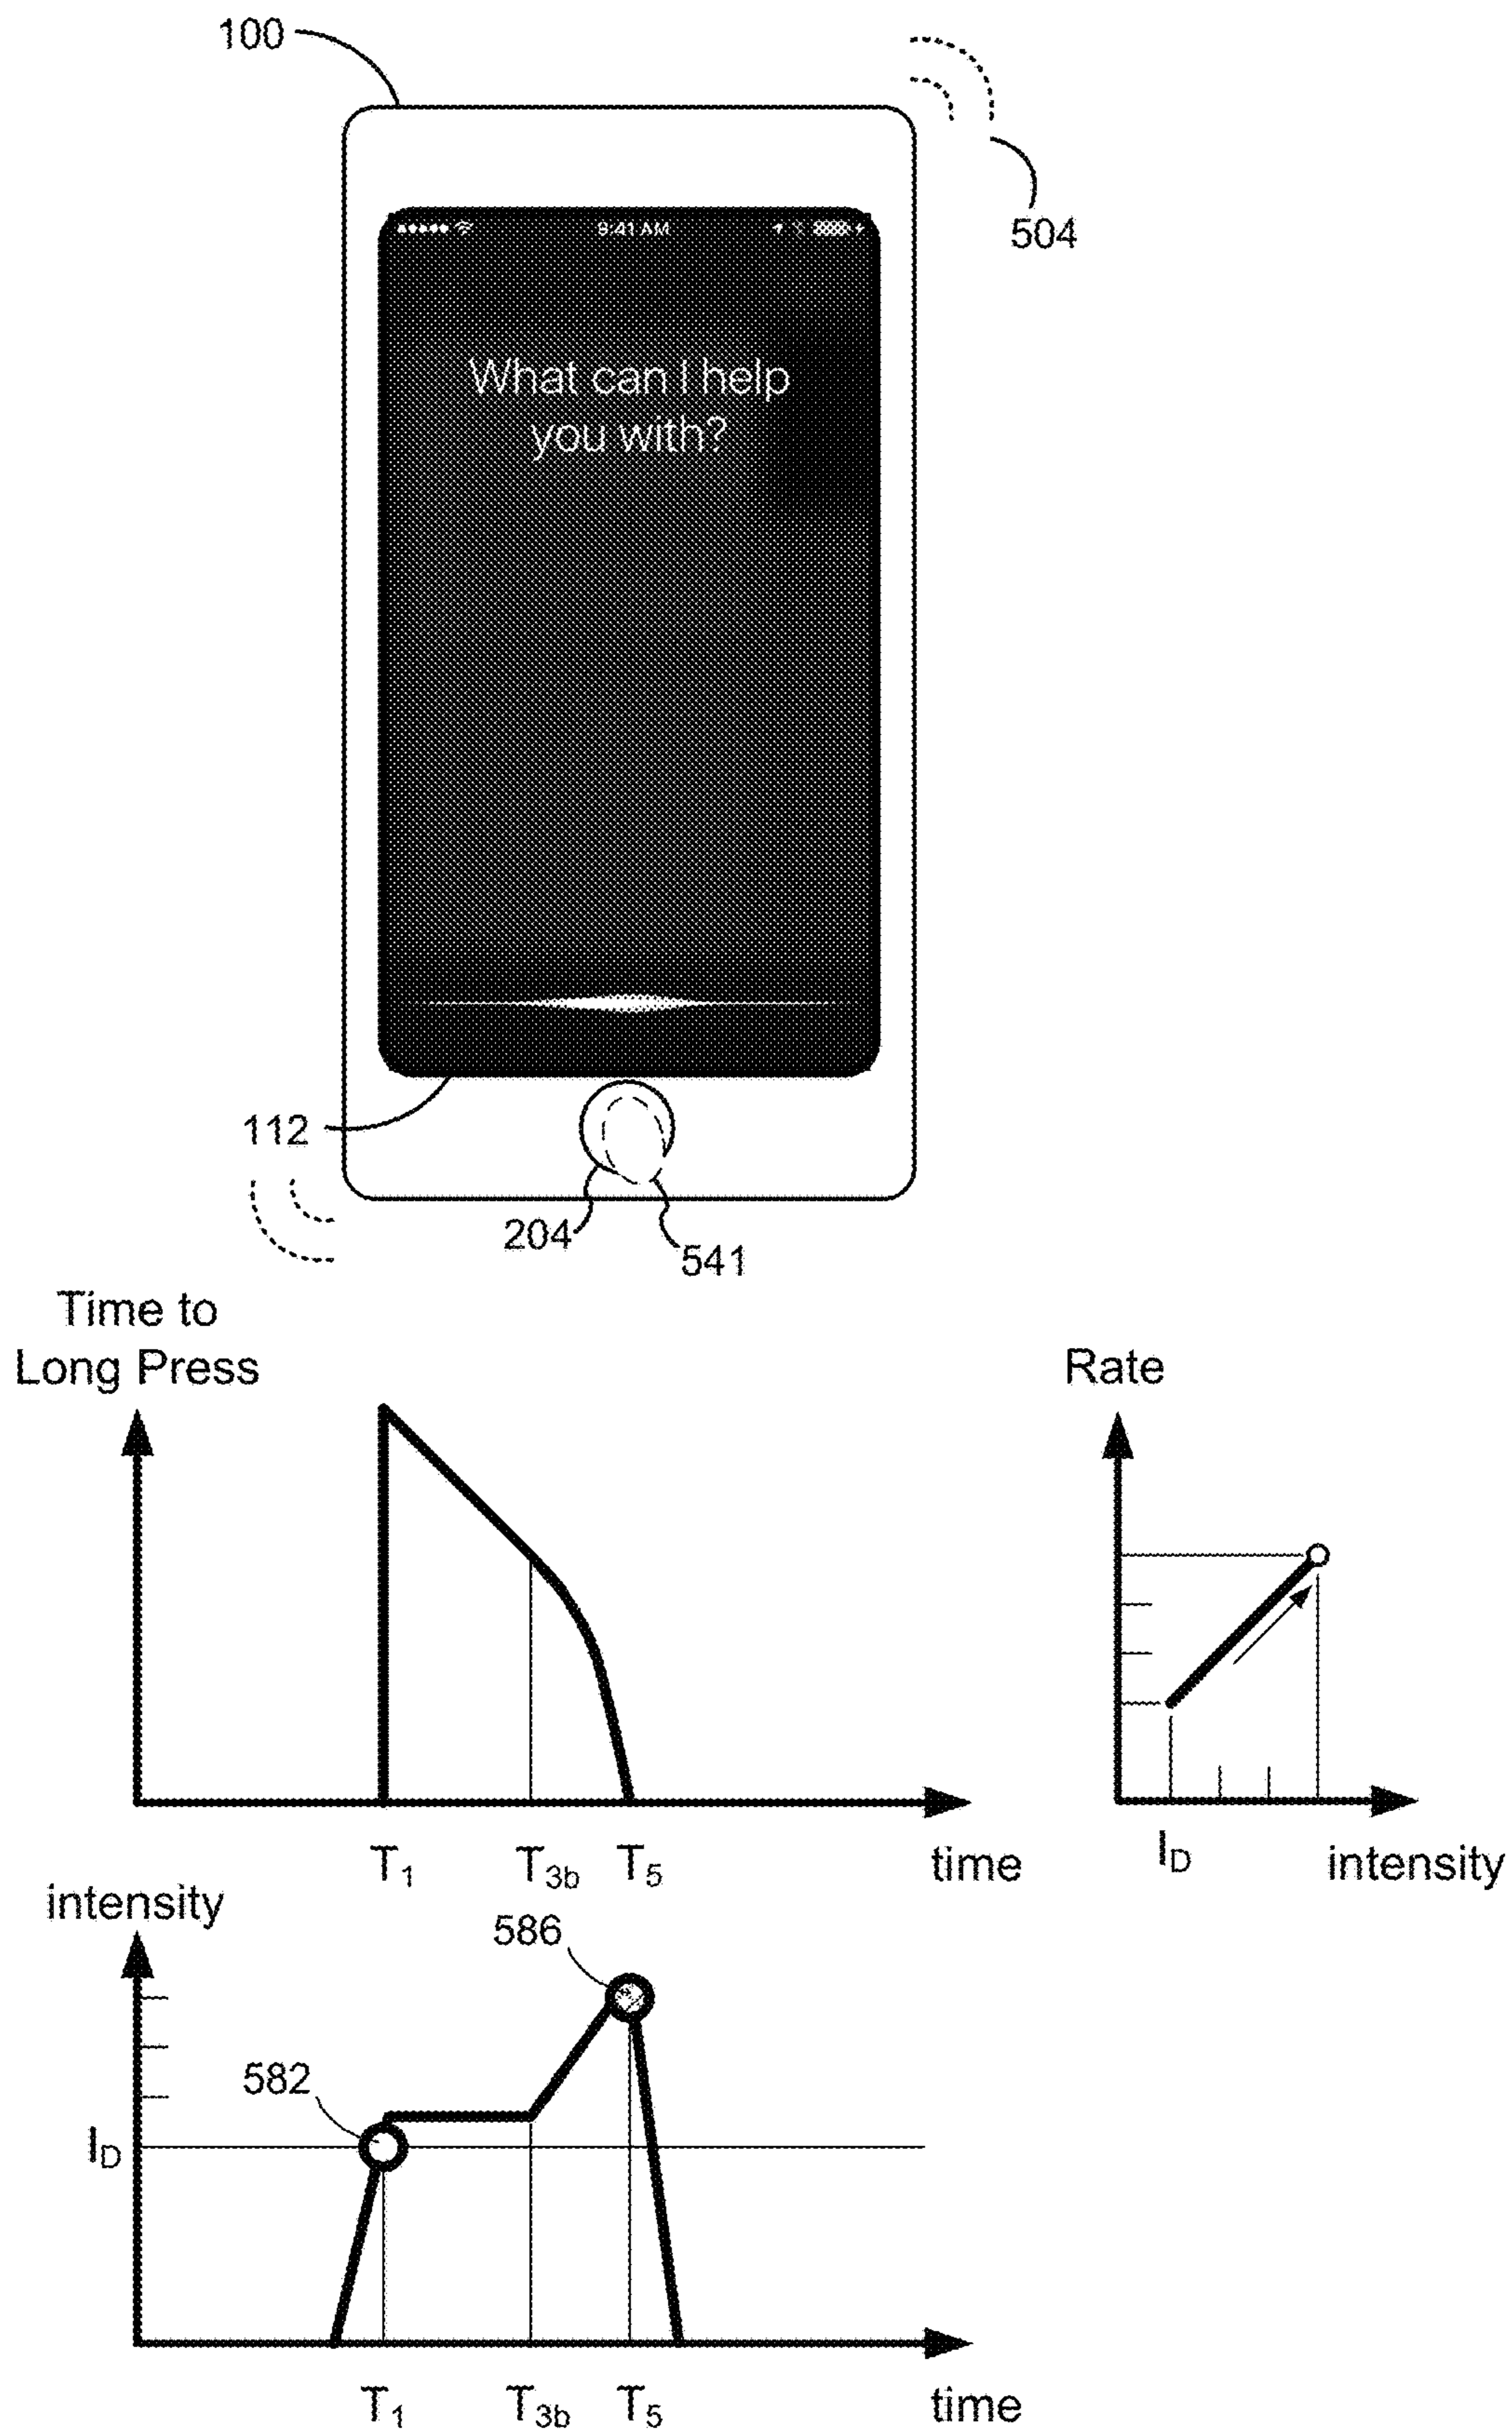 100
504
9:41 AM
What can I help
you with?
112
204
541
Time to
Long Press
Rate
T1
T3b
T5
time
ID
intensity
intensity
586
582
ID
T1
T3b
T5
time